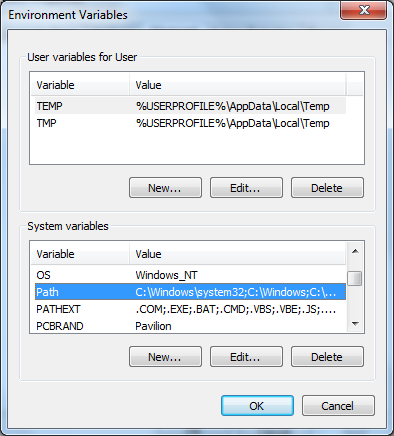 Environment Variables
User variables for User
Variable Value
TEMP %USERPROFILE%\AppData\Local\Temp
TMP %USERPROFILE%\AppData\Local\Temp
New... Edit... Delete
System variables
Variable Value
OS Windows_NT
Path C:\Windows\system32;C:\Windows;C:\...
PATHEXT .COM;.EXE;.BAT;.CMD;.VBS;.VBE;.JS;....
PCBRAND Pavilion
New... Edit... Delete
OK Cancel